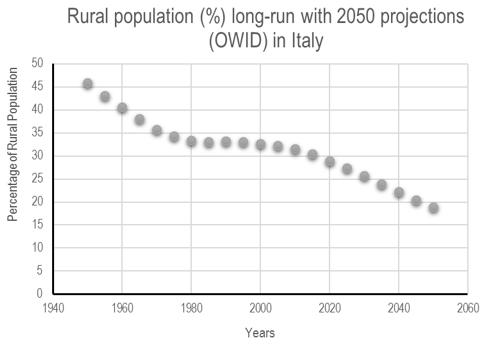 Rural population (%) long-run with 2050 projections
(OWID) in Italy
Percentage of Rural Population
50
45
40
35
30
25
20
15
10
5
0
1940 1960 1980 2000 2020 2040 2060
Years